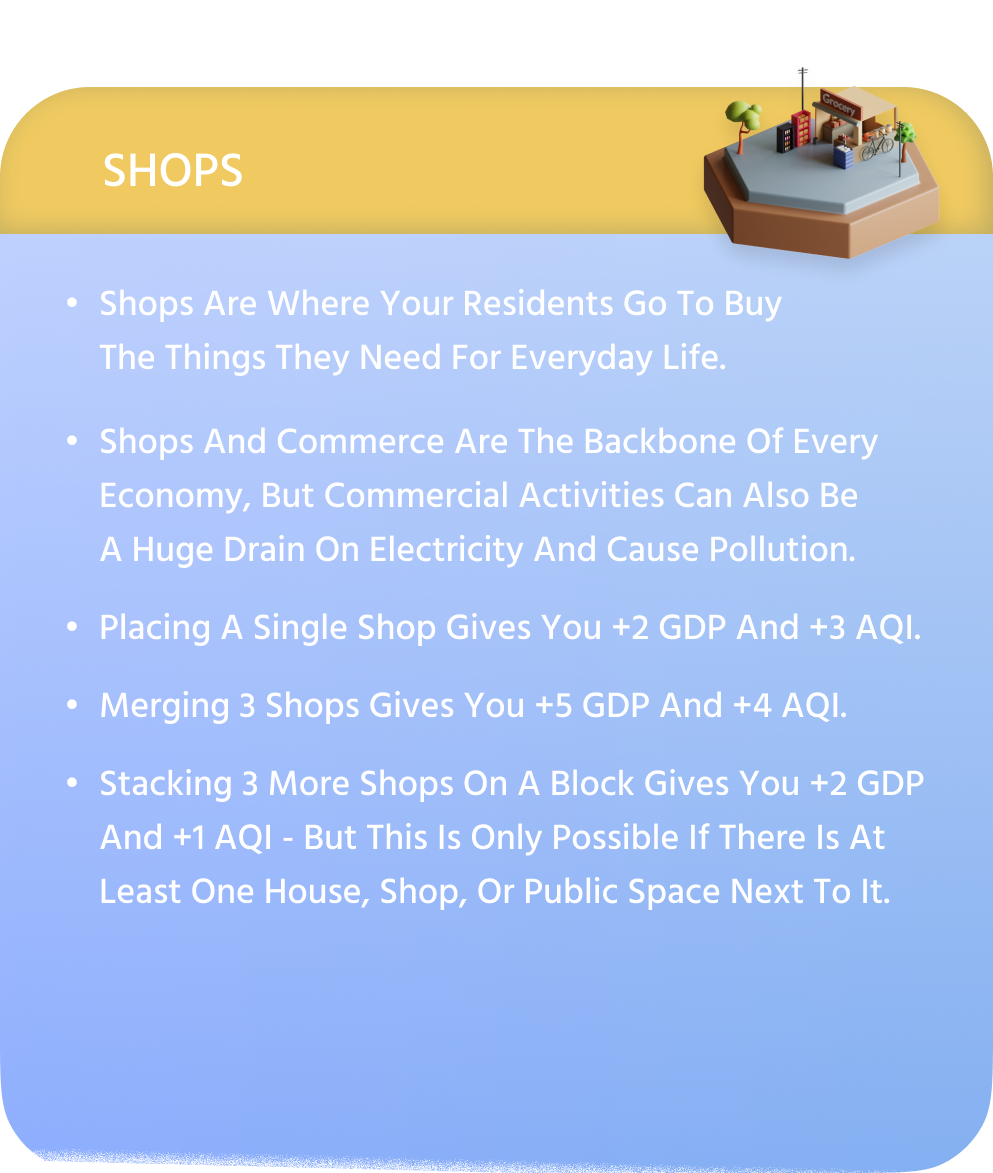 Grocery
SHOPS
• Shops Are Where Your Residents Go To Buy
The Things They Need For Everyday Life.
• Shops And Commerce Are The Backbone Of Every
Economy, But Commercial Activities Can Also Be
A Huge Drain On Electricity And Cause Pollution.
• Placing A Single Shop Gives You +2 GDP And +3 AQI.
• Merging 3 Shops Gives You +5 GDP And +4 AQI.
• Stacking 3 More Shops On A Block Gives You +2 GDP
And +1 AQI - But This Is Only Possible If There Is At
Least One House, Shop, Or Public Space Next To It.